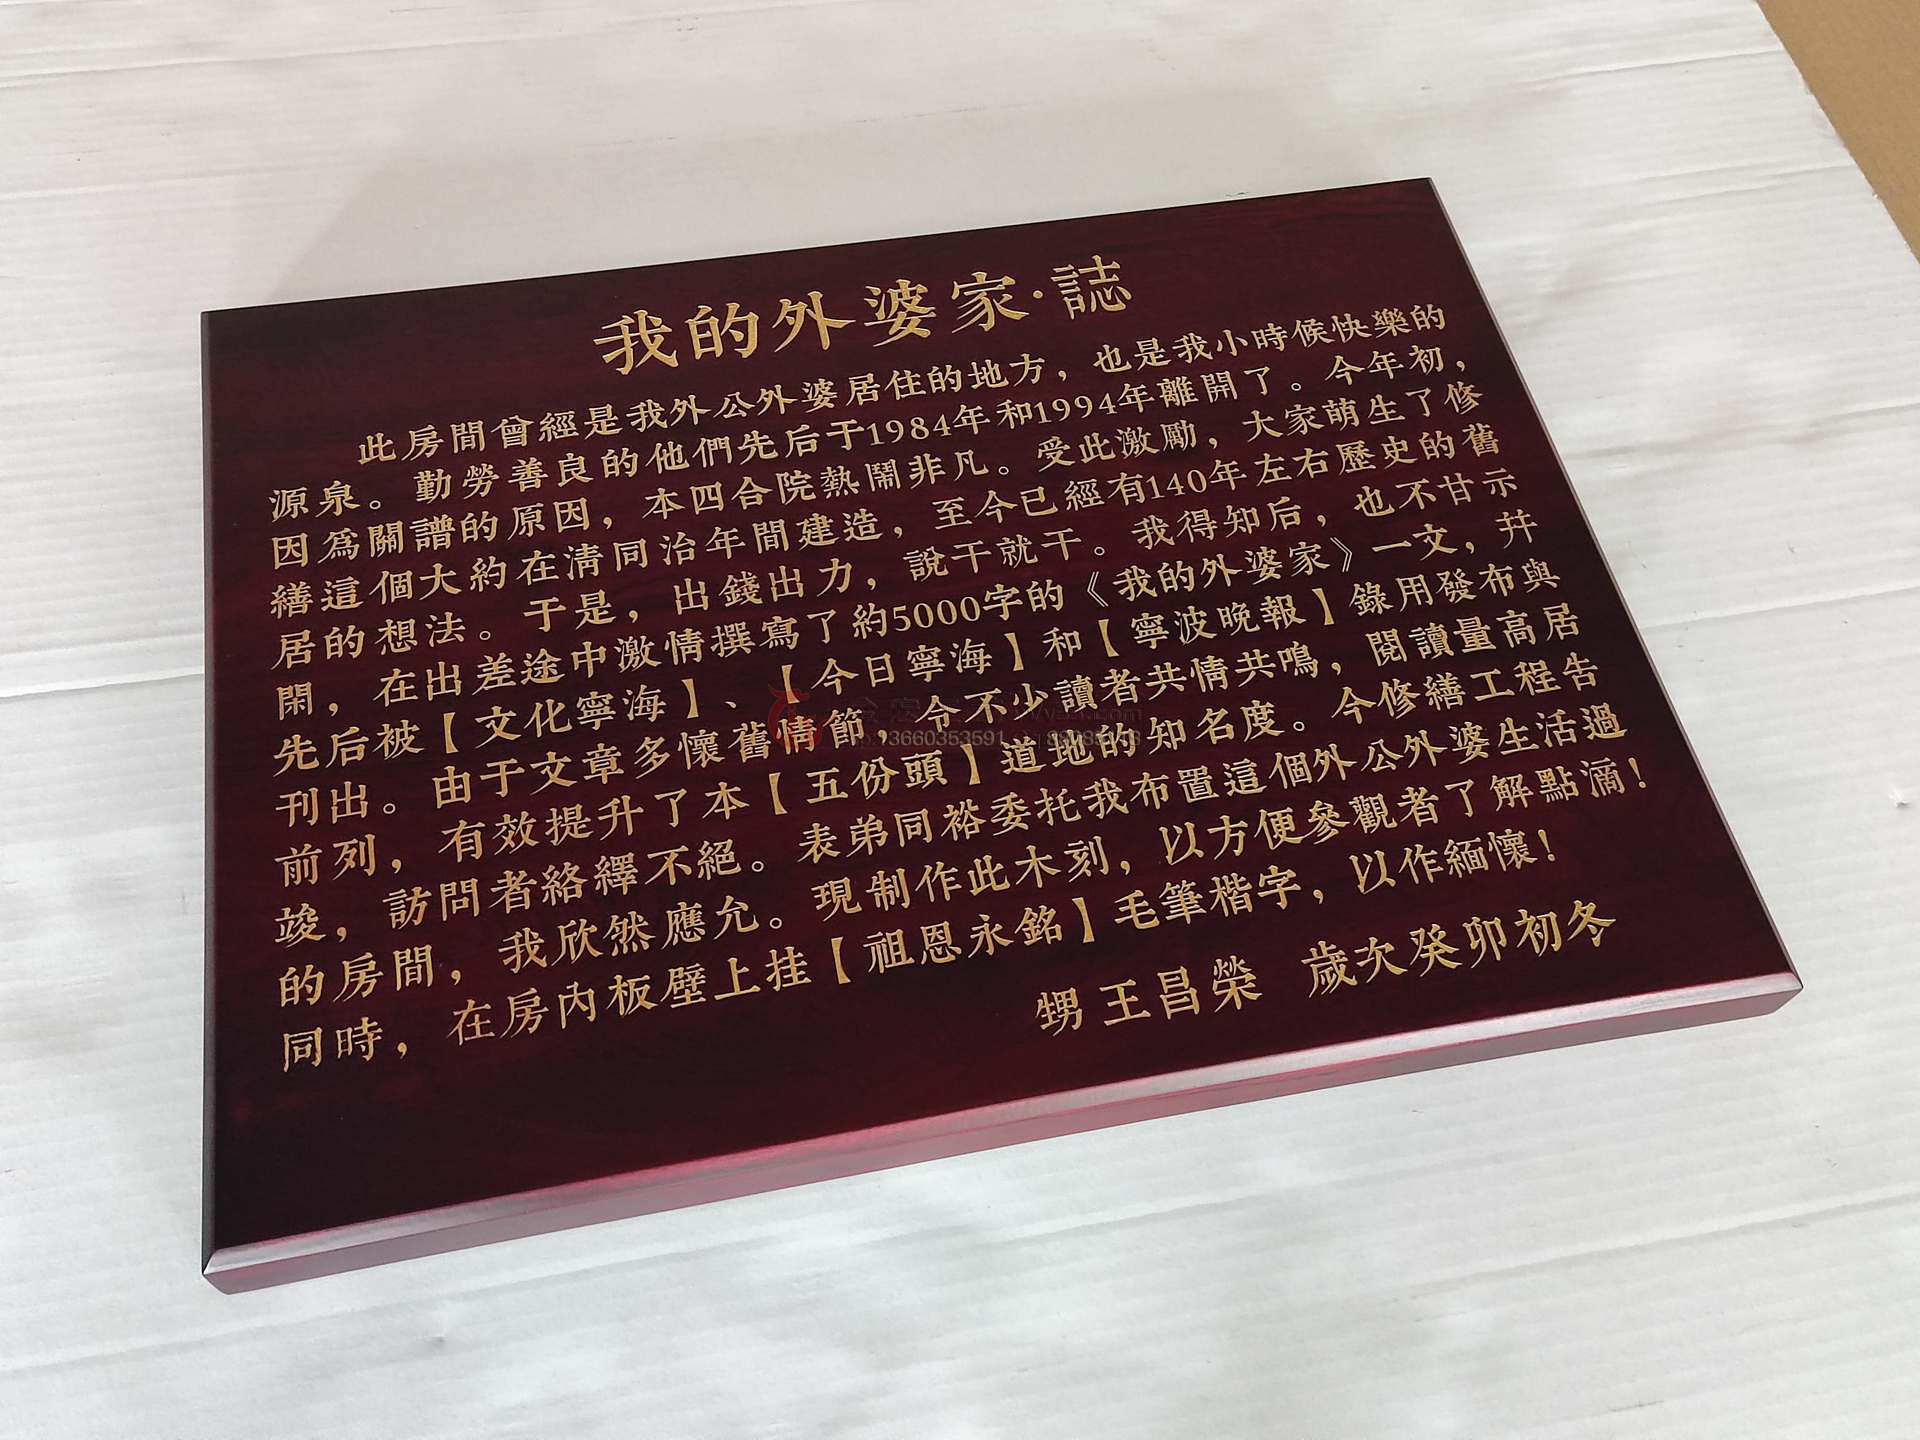 我的外婆家·誌
此房間曾經是我外公外婆居住的地方，也是我小時候快樂的
源泉。勤勞善良的他們先后于1984年和1994年離開了。今年初，
因爲關譜的原因，本四合院熱鬧非凡。受此激勵，大家萌生了修
繕這個大約在淸同治年間建造，至今已經有140年左右歷史的舊
居的想法。于是，出錢出力，說干就干。我得知后，也不甘示
閑，在出差途中激情撰寫了約5000字的《我的外婆家》一文，幷
先后被【文化寧海】、【今日寧海】和【寧波晚報】錄用發布與
刊出。由于文章多懷舊情節，令不少讀者共情共鳴，閱讀量高居
前列，有效提升了本【五份頭】道地的知名度。今修繕工程告
竣，訪問者絡繹不絕。表弟同裕委托我布置這個外公外婆生活過
的房間，我欣然應允。現制作此木刻，以方便參觀者了解點滴！
同時，在房內板壁上挂【祖恩永銘】毛筆楷字，以作緬懷！
甥 王昌榮 歲次癸卯初冬
13660353591